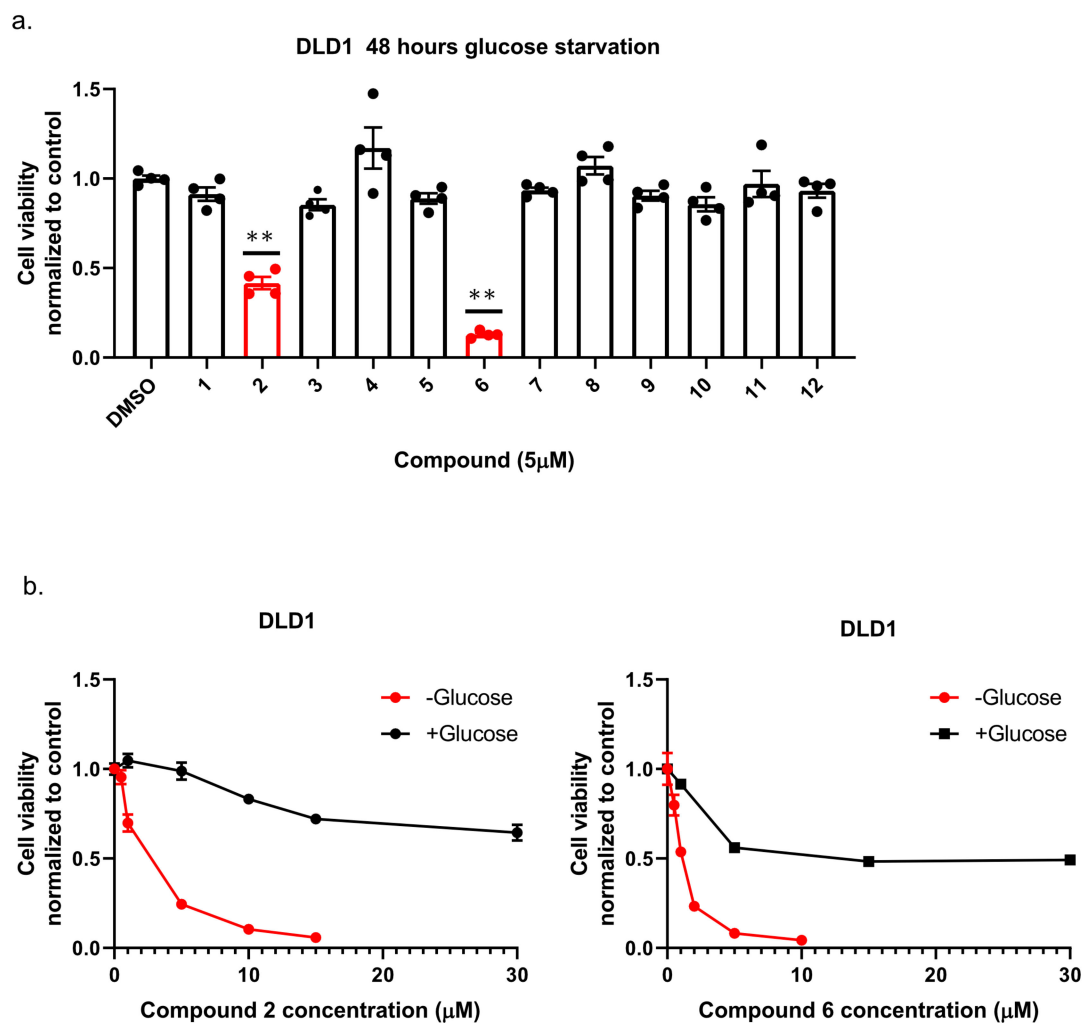 a.
DLD1 48 hours glucose starvation
Cell viability
normalized to control
1.5
1.0
0.5
0.0
**
**
DMSO
1
2
3
4
5
6
7
8
9
10
11
12
Compound (5μM)
b.
DLD1
Cell viability
normalized to control
1.5
1.0
0.5
0.0
-Glucose
+Glucose
0
10
20
30
Compound 2 concentration (μM)
DLD1
Cell viability
normalized to control
1.5
1.0
0.5
0.0
-Glucose
+Glucose
0
10
20
30
Compound 6 concentration (μM)